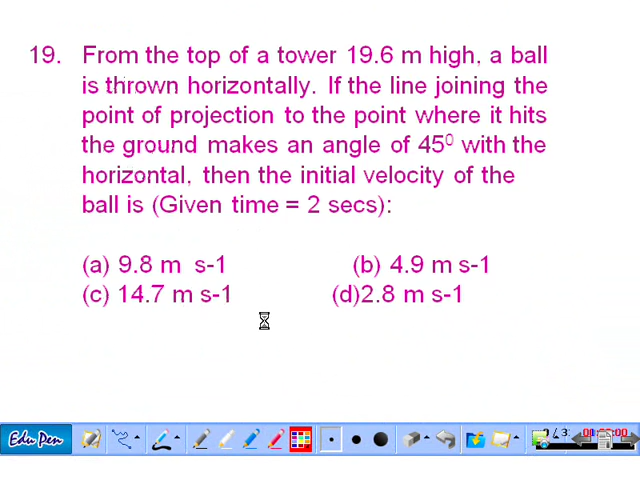 19. From the top of a tower 19.6 m high, a ball
is thrown horizontally. If the line joining the
point of projection to the point where it hits
the ground makes an angle of 45⁰ with the
horizontal, then the initial velocity of the
ball is (Given time = 2 secs):
(a) 9.8 m s-1 (b) 4.9 m s-1
(c) 14.7 m s-1 (d)2.8 m s-1
Edu Pen